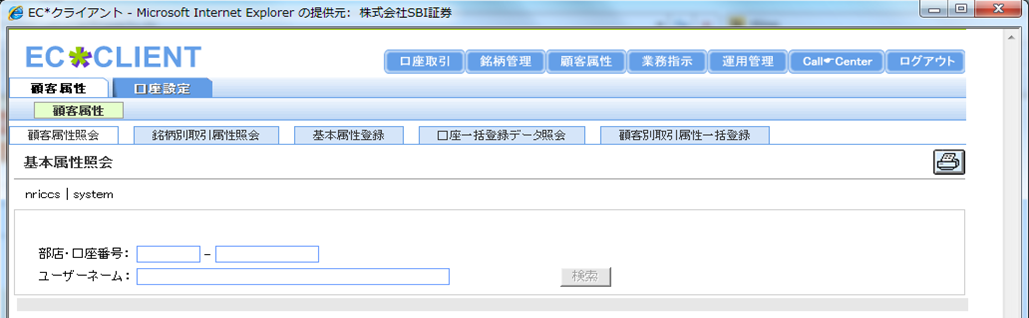 EC*クライアント - Microsoft Internet Explorer の提供元: 株式会社SBI証券
EC*CLIENT
口座取引 銘柄管理 顧客属性 業務指示 運用管理 Call☛Center ログアウト
顧客属性 口座設定
顧客属性
顧客属性照会 銘柄別取引属性照会 基本属性登録 口座一括登録データ照会 顧客別取引属性一括登録
基本属性照会
nriccs | system
部店・口座番号: -
ユーザーネーム: 検索